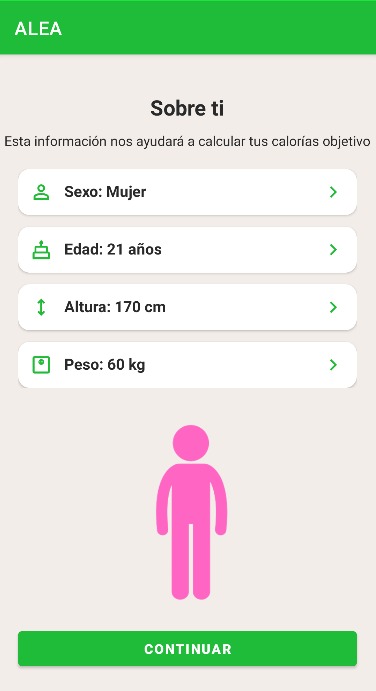 ALEA
Sobre ti
Esta información nos ayudará a calcular tus calorías objetivo
Sexo: Mujer
Edad: 21 años
Altura: 170 cm
Peso: 60 kg
CONTINUAR